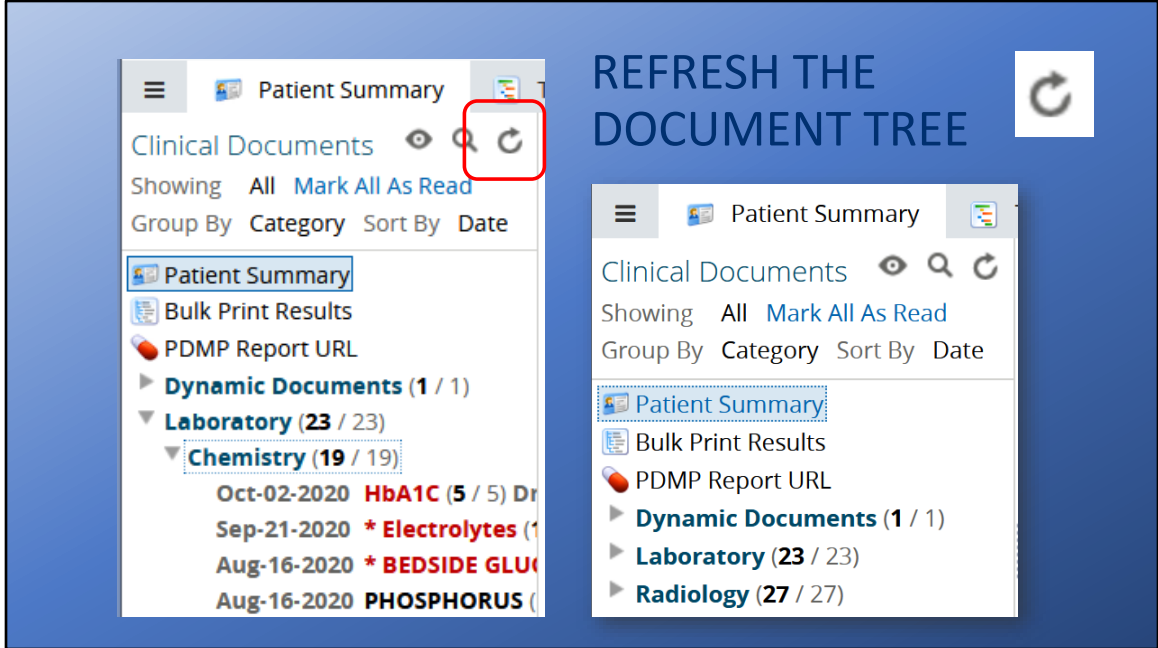 Patient Summary
T
Clinical Documents
Showing All Mark All As Read
Group By Category Sort By Date
Patient Summary
Bulk Print Results
PDMP Report URL
Dynamic Documents (1 / 1)
Laboratory (23 / 23)
Chemistry (19 / 19)
Oct-02-2020 HbA1C (5 / 5) Dr
Sep-21-2020 * Electrolytes (1
Aug-16-2020 * BEDSIDE GLU
Aug-16-2020 PHOSPHORUS (
REFRESH THE
DOCUMENT TREE
Patient Summary
Clinical Documents
Showing All Mark All As Read
Group By Category Sort By Date
Patient Summary
Bulk Print Results
PDMP Report URL
Dynamic Documents (1 / 1)
Laboratory (23 / 23)
Radiology (27 / 27)